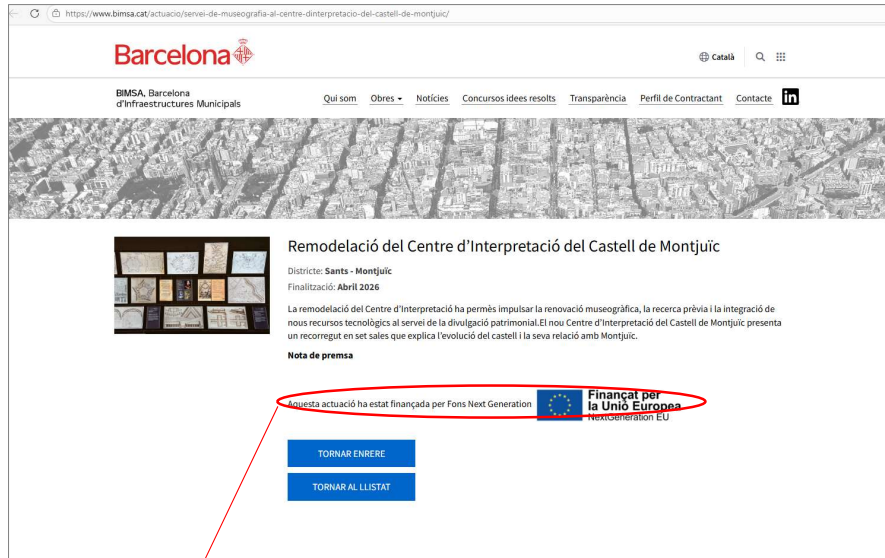 https://www.bimsa.cat/actuacio/servei-de-museografia-al-centre-dinterpretacio-del-castell-de-montjuic/
Barcelona
Català
BIMSA, Barcelona
d'Infraestructures Municipals
Qui som Obres Notícies Concursos idees resolts Transparència Perfil de Contractant Contacte in
Remodelació del Centre d'Interpretació del Castell de Montjuïc
Districte: Sants - Montjuïc
Finalització: Abril 2026
La remodelació del Centre d'Interpretació ha permès impulsar la renovació museogràfica, la recerca prèvia i la integració de
nous recursos tecnològics al servei de la divulgació patrimonial.El nou Centre d'Interpretació del Castell de Montjuïc presenta
un recorregut en set sales que explica l'evolució del castell i la seva relació amb Montjuïc.
Nota de premsa
Aquesta actuació ha estat finançada per Fons Next Generation
Finançat per
la Unió Europea
NextGeneration EU
TORNAR ENRERE
TORNAR AL LLISTAT